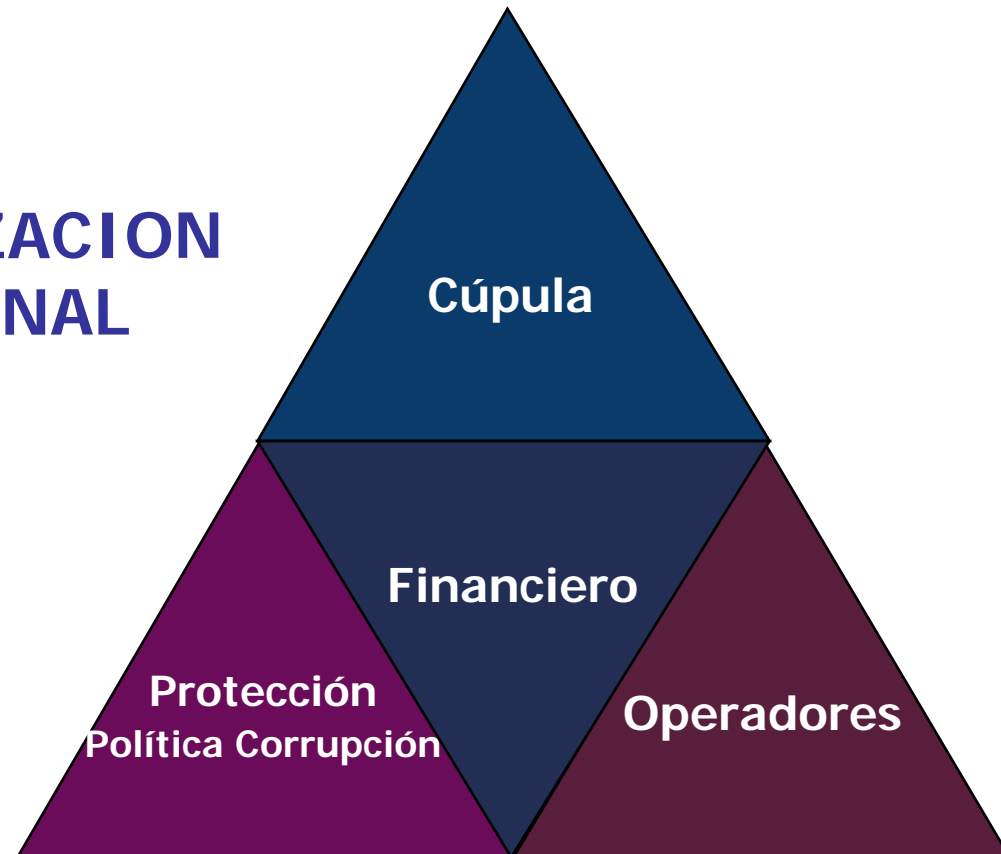 ZACION
NAL
Cúpula
Financiero
Protección
Política Corrupción
Operadores